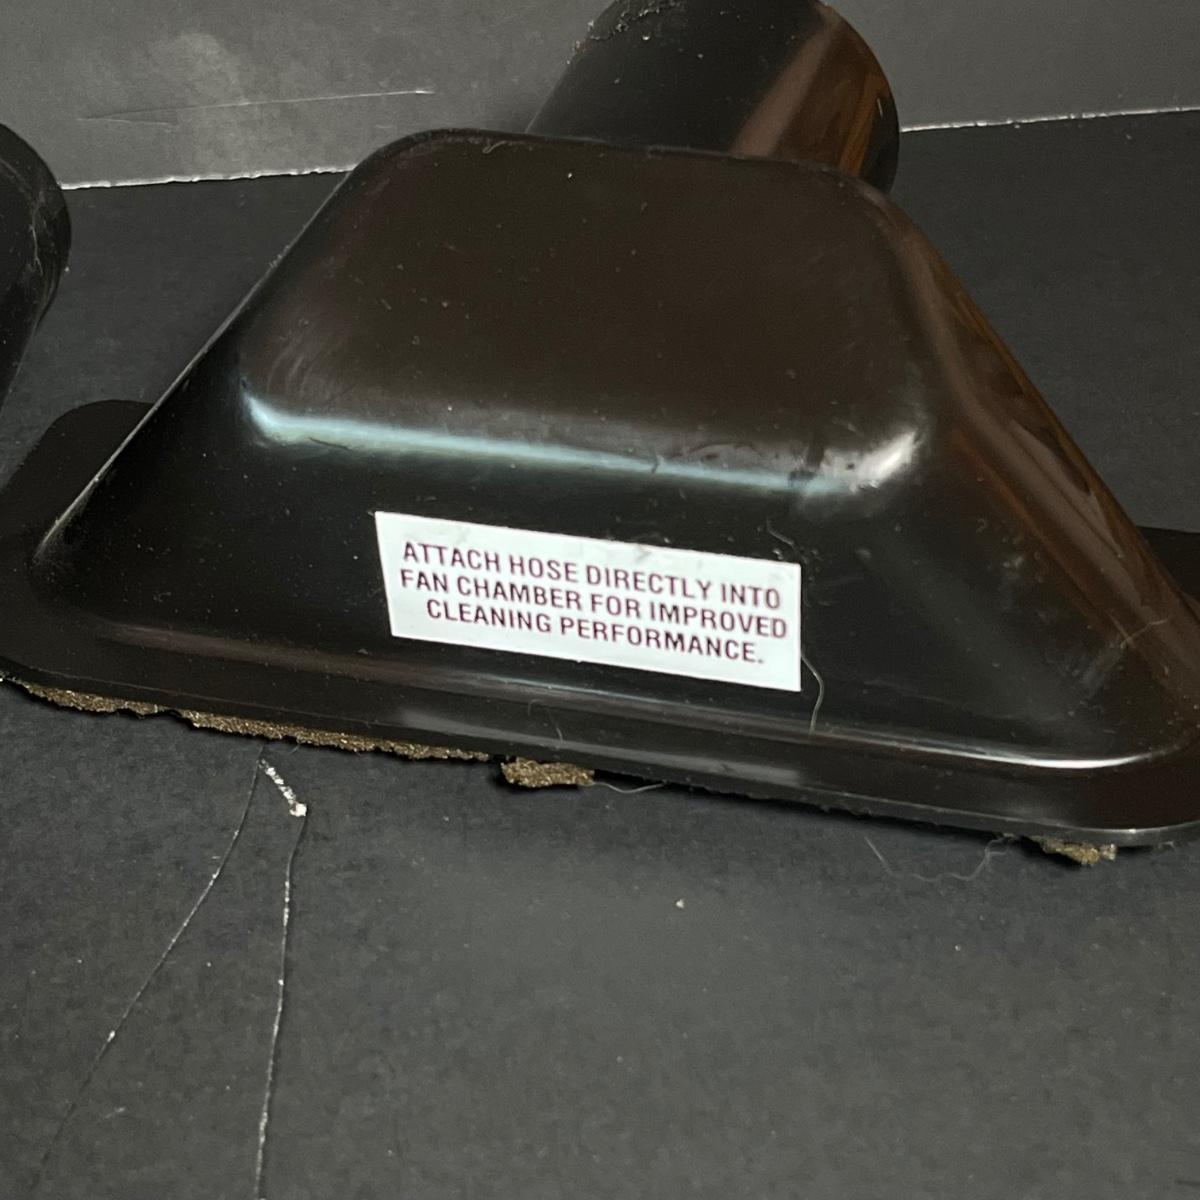 ATTACH HOSE DIRECTLY INTO
FAN CHAMBER FOR IMPROVED
CLEANING PERFORMANCE.